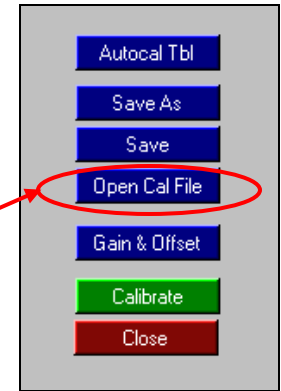 Autocal Tbl
Save As
Save
Open Cal File
Gain & Offset
Calibrate
Close